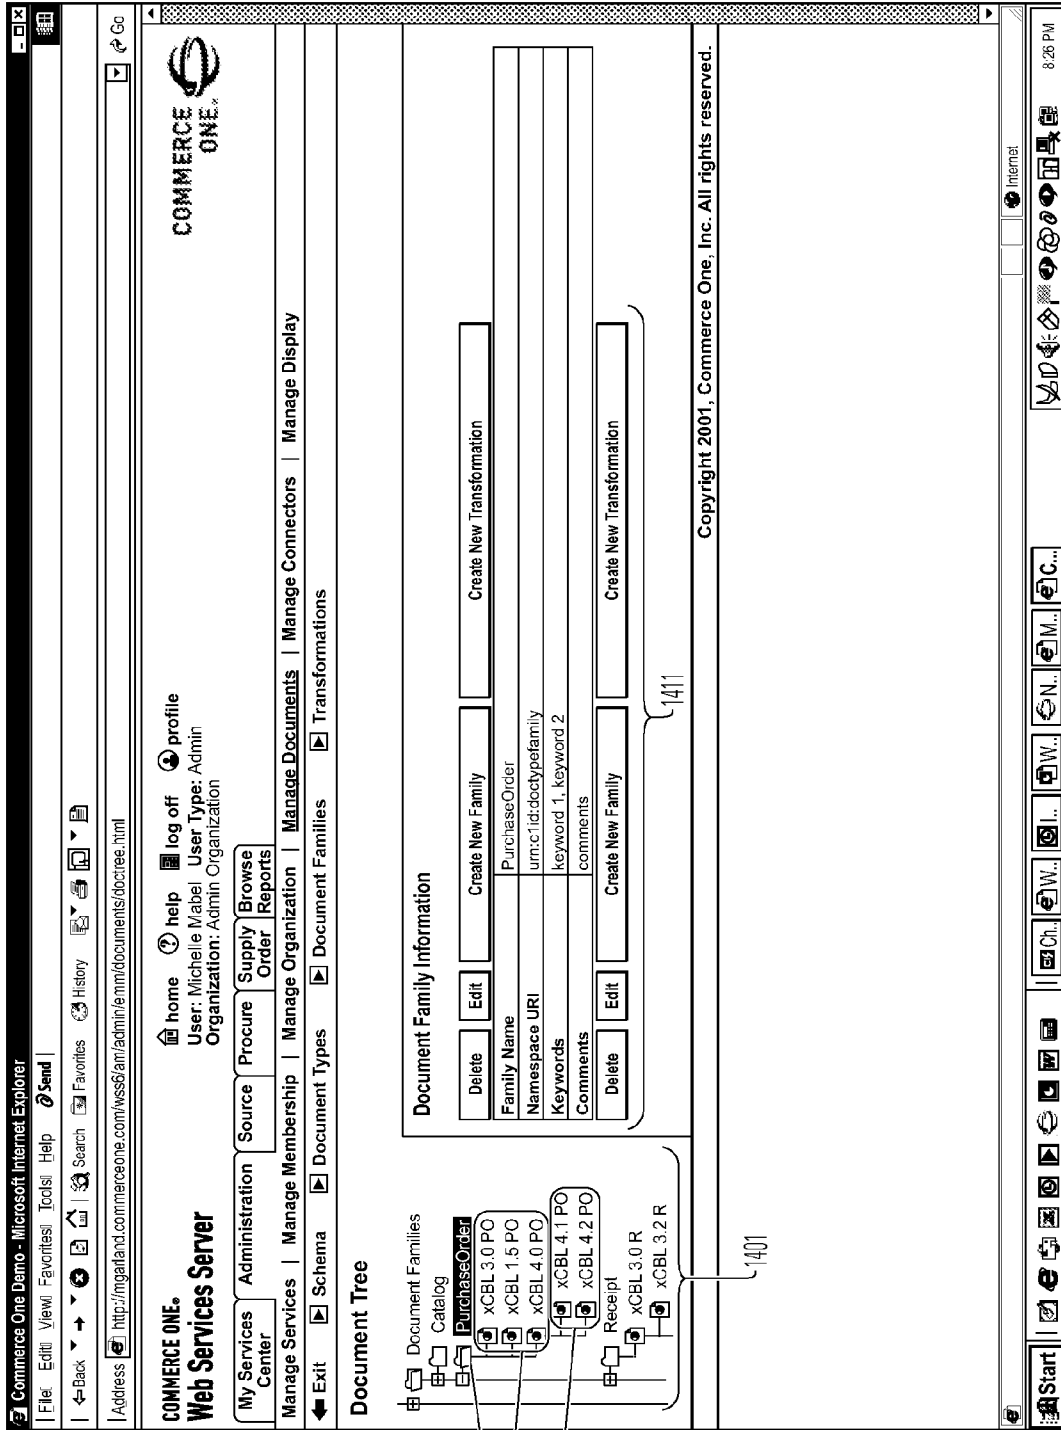 Commerce One Demo - Microsoft Internet Explorer
File Edit View Favorites Tools Help Send
Back Search Favorites History
Address http://mgarland.commerceone.com/wss6/am/admin/emm/documents/doctree.html Go
COMMERCE ONE®
Web Services Server
home help log off profile
User: Michelle Mabel User Type: Admin
Organization: Admin Organization
COMMERCE
ONE
My Services Center Administration Source Procure Supply Order Browse Reports
Manage Services | Manage Membership | Manage Organization | Manage Documents | Manage Connectors | Manage Display
Exit Schema Document Types Document Families Transformations
Document Tree
Document Families
Catalog
PurchaseOrder
xCBL 3.0 PO
xCBL 1.5 PO
xCBL 4.0 PO
xCBL 4.1 PO
xCBL 4.2 PO
Receipt
xCBL 3.0 R
xCBL 3.2 R
1401
Document Family Information
Delete Edit Create New Family Create New Transformation
Family Name PurchaseOrder
Namespace URI urn:c1id:doctypefamily
Keywords keyword 1, keyword 2
Comments comments
Delete Edit Create New Family Create New Transformation
1411
Copyright 2001, Commerce One, Inc. All rights reserved.
Internet
Start Ch.. W.. I.. W.. N.. M.. C... 8:26 PM